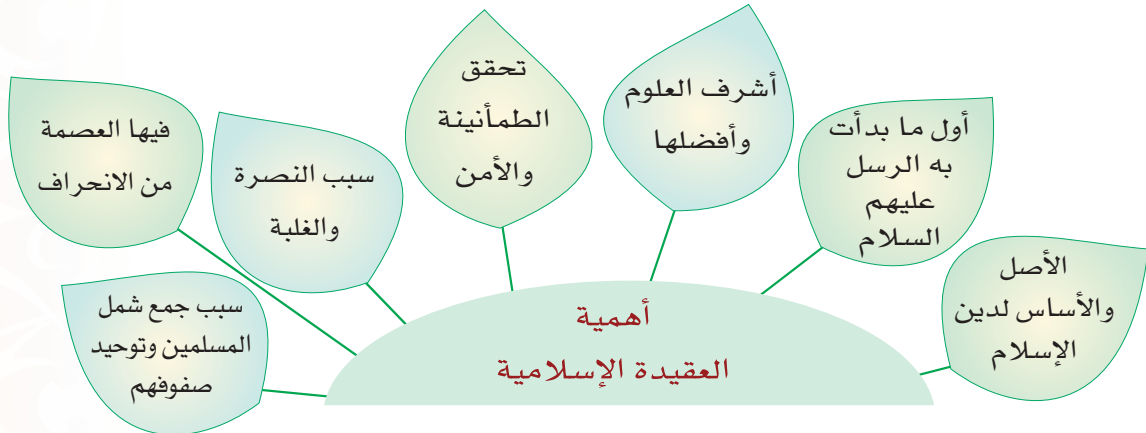 أهمية
العقيدة الإسلامية
الأصل
والأساس لدين
الإسلام
أول ما بدأت
به الرسل
عليهم
السلام
أشرف العلوم
وأفضلها
تحقق
الطمأنينة
والأمن
سبب النصرة
والغلبة
فيها العصمة
من الانحراف
سبب جمع شمل
المسلمين وتوحيد
صفوفهم